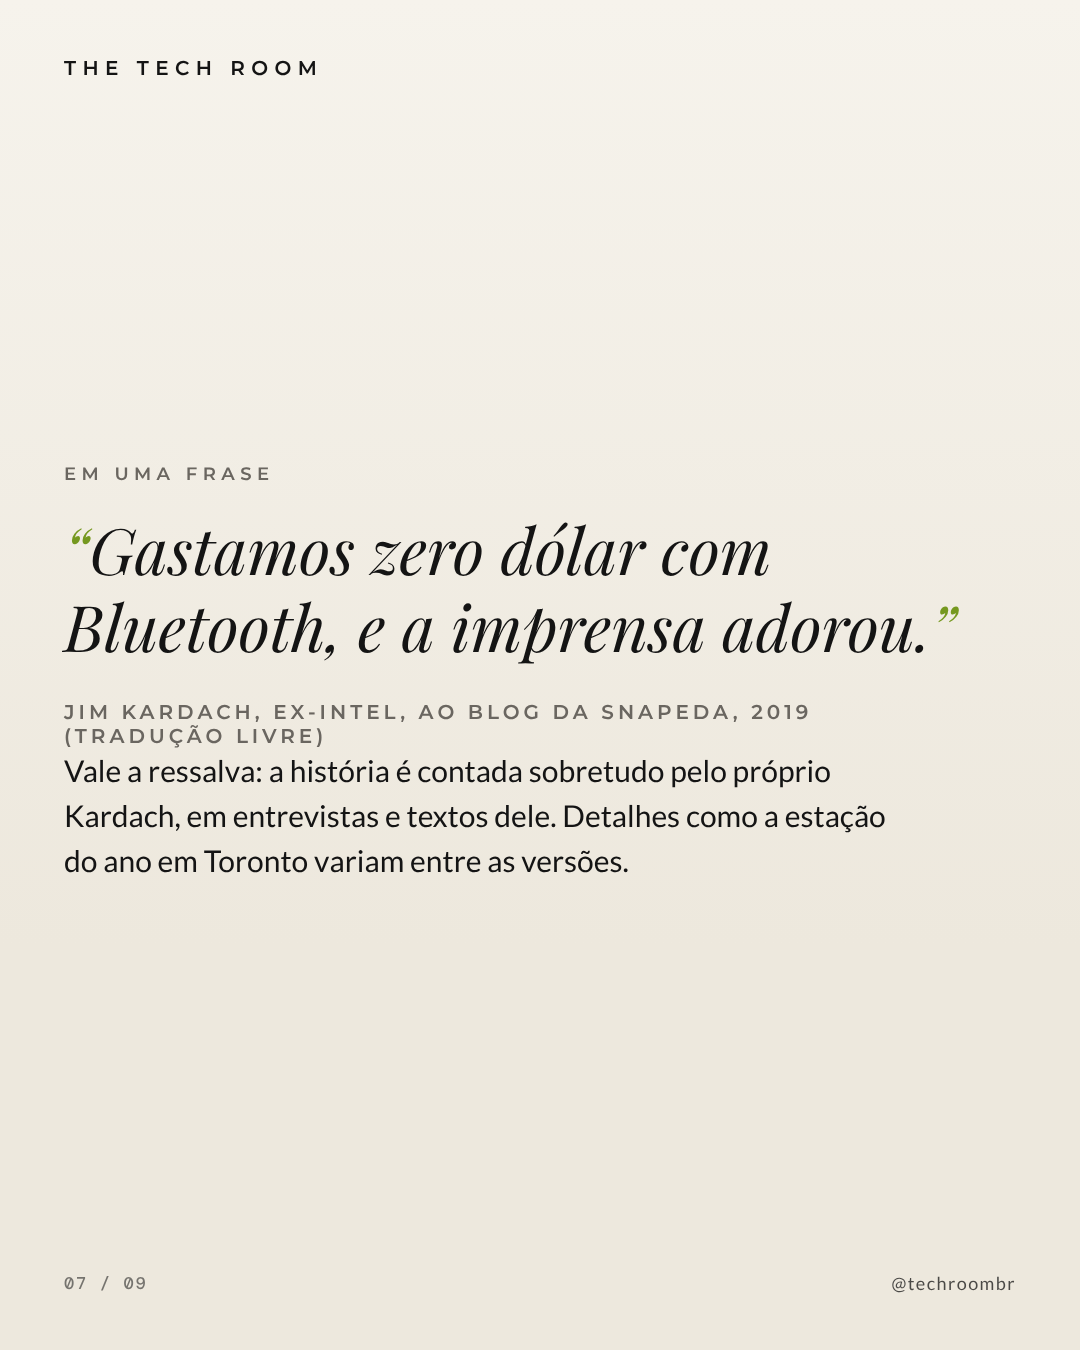 THE TECH ROOM
EM UMA FRASE
“Gastamos zero dólar com
Bluetooth, e a imprensa adorou.”
JIM KARDACH, EX-INTEL, AO BLOG DA SNAPEDA, 2019
(TRADUÇÃO LIVRE)
Vale a ressalva: a história é contada sobretudo pelo próprio
Kardach, em entrevistas e textos dele. Detalhes como a estação
do ano em Toronto variam entre as versões.
07 / 09
@techroombr